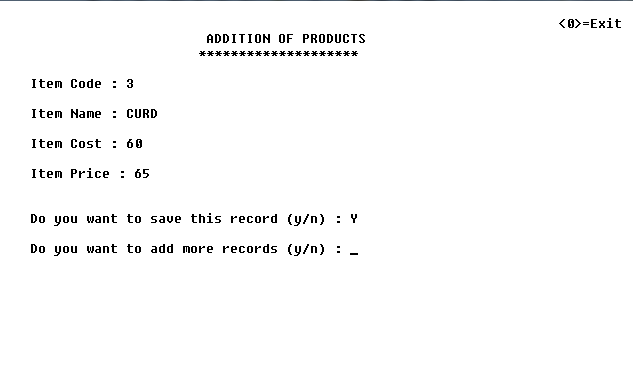 <0>=Exit
ADDITION OF PRODUCTS
********************
Item Code : 3
Item Name : CURD
Item Cost : 60
Item Price : 65
Do you want to save this record (y/n) : Y
Do you want to add more records (y/n) : _